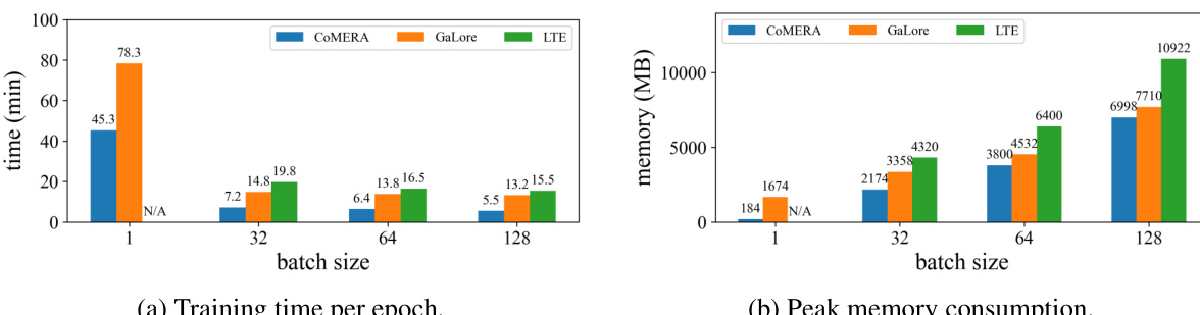 100
80
60
40
20
0
time (min)
CoMERA GaLore LTE
45.3 78.3 N/A
7.2 14.8 19.8
6.4 13.8 16.5
5.5 13.2 15.5
1 32 64 128
batch size
(a) Training time per epoch.
10000
5000
0
memory (MB)
CoMERA GaLore LTE
184 1674 N/A
2174 3358 4320
3800 4532 6400
6998 7710 10922
1 32 64 128
batch size
(b) Peak memory consumption.